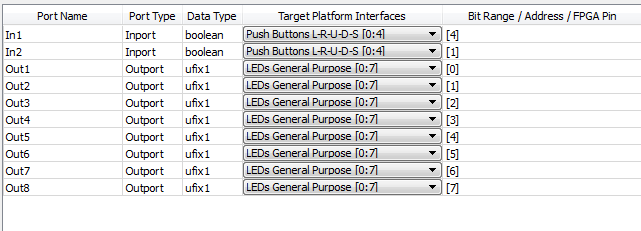 Port Name Port Type Data Type Target Platform Interfaces Bit Range / Address / FPGA Pin
In1 Inport boolean Push Buttons L-R-U-D-S [0:4] [4]
In2 Inport boolean Push Buttons L-R-U-D-S [0:4] [1]
Out1 Outport ufix1 LEDs General Purpose [0:7] [0]
Out2 Outport ufix1 LEDs General Purpose [0:7] [1]
Out3 Outport ufix1 LEDs General Purpose [0:7] [2]
Out4 Outport ufix1 LEDs General Purpose [0:7] [3]
Out5 Outport ufix1 LEDs General Purpose [0:7] [4]
Out6 Outport ufix1 LEDs General Purpose [0:7] [5]
Out7 Outport ufix1 LEDs General Purpose [0:7] [6]
Out8 Outport ufix1 LEDs General Purpose [0:7] [7]